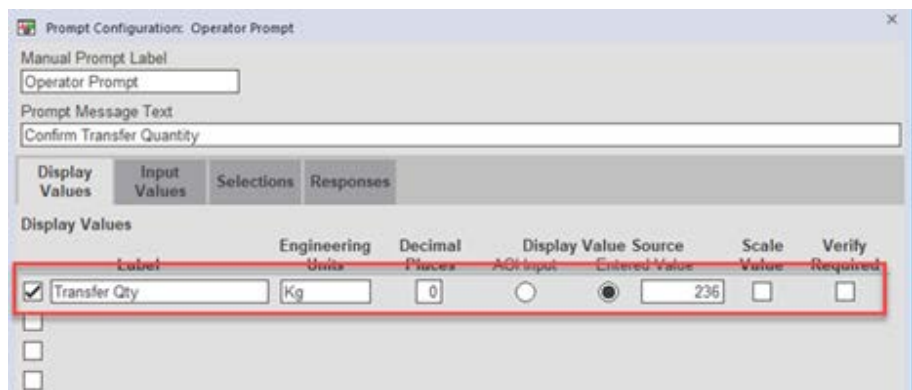 Prompt Configuration: Operator Prompt
Manual Prompt Label
Operator Prompt
Prompt Message Text
Confirm Transfer Quantity
Display Values Input Values Selections Responses
Display Values
Engineering Decimal Display Value Source Scale Verify
Label Units Places AOI Input Entered Value Value Required
Transfer Qty Kg 0 236